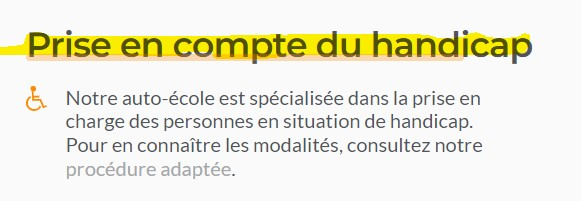 Prise en compte du handicap
Notre auto-école est spécialisée dans la prise en
charge des personnes en situation de handicap.
Pour en connaître les modalités, consultez notre
procédure adaptée.